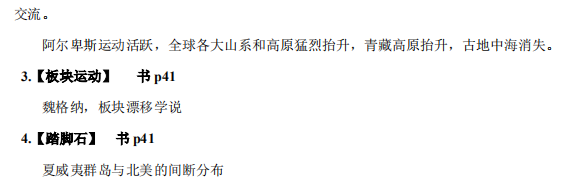 交流。
阿尔卑斯运动活跃，全球各大山系和高原猛烈抬升，青藏高原抬升，古地中海消失。
3.【板块运动】 书 p41
魏格纳，板块漂移学说
4.【踏脚石】 书 p41
夏威夷群岛与北美的间断分布